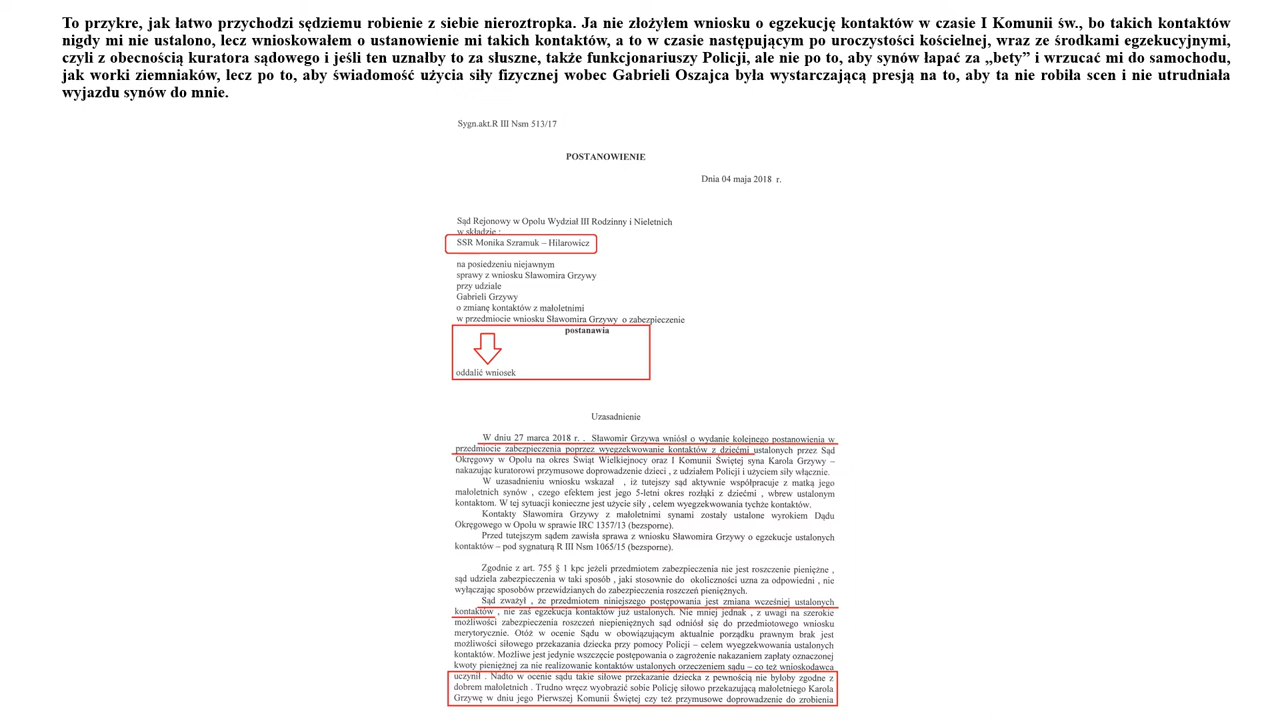 To przykre, jak łatwo przychodzi sędziemu robienie z siebie nieroztropka. Ja nie złożyłem wniosku o egzekucję kontaktów w czasie I Komunii św., bo takich kontaktów
nigdy mi nie ustalono, lecz wnioskowałem o ustanowienie mi takich kontaktów, a to w czasie następującym po uroczystości kościelnej, wraz ze środkami egzekucyjnymi,
czyli z obecnością kuratora sądowego i jeśli ten uznałby to za słuszne, także funkcjonariuszy Policji, ale nie po to, aby synów łapać za „bety” i wrzucać mi do samochodu,
jak worki ziemniaków, lecz po to, aby świadomość użycia siły fizycznej wobec Gabrieli Oszajca była wystarczającą presją na to, aby ta nie robiła scen i nie utrudniała
wyjazdu synów do mnie.
Sygn.akt.R III Nsm 513/17
POSTANOWIENIE
Dnia 04 maja 2018 r.
Sąd Rejonowy w Opolu Wydział III Rodzinny i Nieletnich
w składzie :
SSR Monika Szramuk – Hilarowicz
na posiedzeniu niejawnym
sprawy z wniosku Sławomira Grzywy
przy udziale
Gabrieli Grzywy
o zmianę kontaktów z małoletnimi
w przedmiocie wniosku Sławomira Grzywy o zabezpieczenie
postanawia
oddalić wniosek
Uzasadnienie
W dniu 27 marca 2018 r. . Sławomir Grzywa wniósł o wydanie kolejnego postanowienia w
przedmiocie zabezpieczenia poprzez wyegzekwowanie kontaktów z dziećmi ustalonych przez Sąd
Okręgowy w Opolu na okres Świąt Wielkiejnocy oraz I Komunii Świętej syna Karola Grzywy –
nakazując kuratorowi przymusowe doprowadzenie dzieci , z udziałem Policji i użyciem siły włącznie.
W uzasadnieniu wniosku wskazał , iż tutejszy sąd aktywnie współpracuje z matką jego
małoletnich synów , czego efektem jest jego 5-letni okres rozłąki z dziećmi , wbrew ustalonym
kontaktom. W tej sytuacji konieczne jest użycie siły , celem wyegzekwowania tychże kontaktów.
Kontakty Sławomira Grzywy z małoletnimi synami zostały ustalone wyrokiem Dądu
Okręgowego w Opolu w sprawie IRC 1357/13 (bezsporne).
Przed tutejszym sądem zawisła sprawa z wniosku Sławomira Grzywy o egzekucje ustalonych
kontaktów – pod sygnaturą R III Nsm 1065/15 (bezsporne).
Zgodnie z art. 755 § 1 kpc jeżeli przedmiotem zabezpieczenia nie jest roszczenie pieniężne ,
sąd udziela zabezpieczenia w taki sposób , jaki stosownie do okoliczności uzna za odpowiedni , nie
wyłączając sposobów przewidzianych do zabezpieczenia roszczeń pieniężnych.
Sąd zważył , że przedmiotem niniejszego postępowania jest zmiana wcześniej ustalonych
kontaktów , nie zaś egzekucja kontaktów już ustalonych. Nie mniej jednak , z uwagi na szerokie
możliwości zabezpieczenia roszczeń niepieniężnych sąd odniósł się do przedmiotowego wniosku
merytorycznie. Otóż w ocenie Sądu w obowiązującym aktualnie porządku prawnym brak jest
możliwości siłowego przekazania dziecka przy pomocy Policji – celem wyegzekwowania ustalonych
kontaktów. Możliwe jest jedynie wszczęcie postępowania o zagrożenie nakazaniem zapłaty oznaczonej
kwoty pieniężnej za nie realizowanie kontaktów ustalonych orzeczeniem sądu – co też wnioskodawca
uczynił . Nadto w ocenie sądu takie siłowe przekazanie dziecka z pewnością nie byłoby zgodne z
dobrem małoletnich . Trudno wręcz wyobrazić sobie Policję siłowo przekazującą małoletniego Karola
Grzywę w dniu jego Pierwszej Komunii Świętej czy też przymusowe doprowadzenie do zrobienia